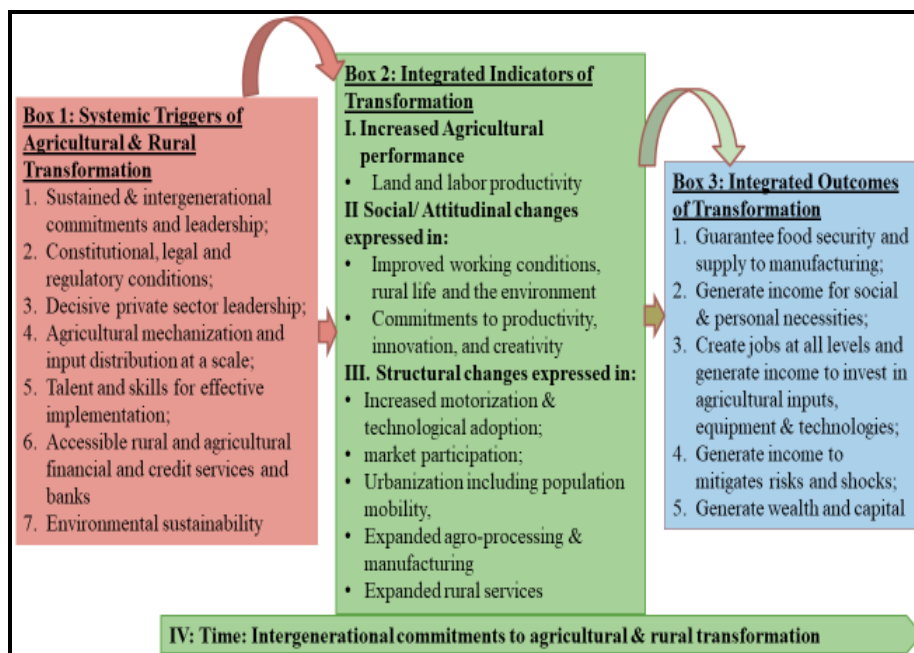 Box 1: Systemic Triggers of
Agricultural & Rural
Transformation
1. Sustained & intergenerational
commitments and leadership;
2. Constitutional, legal and
regulatory conditions;
3. Decisive private sector leadership;
4. Agricultural mechanization and
input distribution at a scale;
5. Talent and skills for effective
implementation;
6. Accessible rural and agricultural
financial and credit services and
banks
7. Environmental sustainability
Box 2: Integrated Indicators of
Transformation
I. Increased Agricultural
performance
• Land and labor productivity
II Social/ Attitudinal changes
expressed in:
• Improved working conditions,
rural life and the environment
• Commitments to productivity,
innovation, and creativity
III. Structural changes expressed in:
• Increased motorization &
technological adoption;
• market participation;
• Urbanization including population
mobility,
• Expanded agro-processing &
manufacturing
• Expanded rural services
Box 3: Integrated Outcomes
of Transformation
1. Guarantee food security and
supply to manufacturing;
2. Generate income for social
& personal necessities;
3. Create jobs at all levels and
generate income to invest in
agricultural inputs,
equipment & technologies;
4. Generate income to
mitigates risks and shocks;
5. Generate wealth and capital
IV: Time: Intergenerational commitments to agricultural & rural transformation